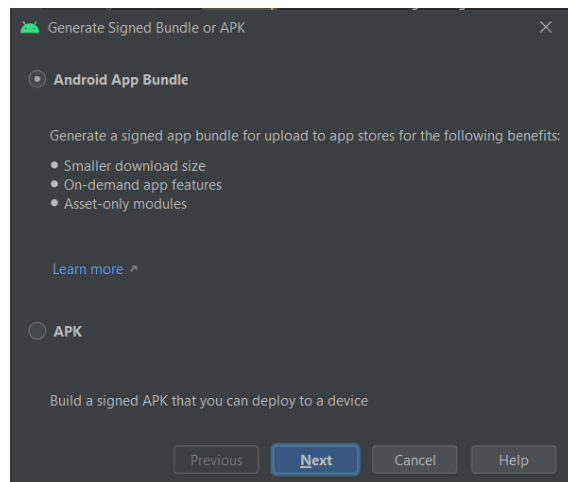 Generate Signed Bundle or APK
Android App Bundle
Generate a signed app bundle for upload to app stores for the following benefits:
• Smaller download size
• On-demand app features
• Asset-only modules
Learn more ↗
APK
Build a signed APK that you can deploy to a device
Previous Next Cancel Help